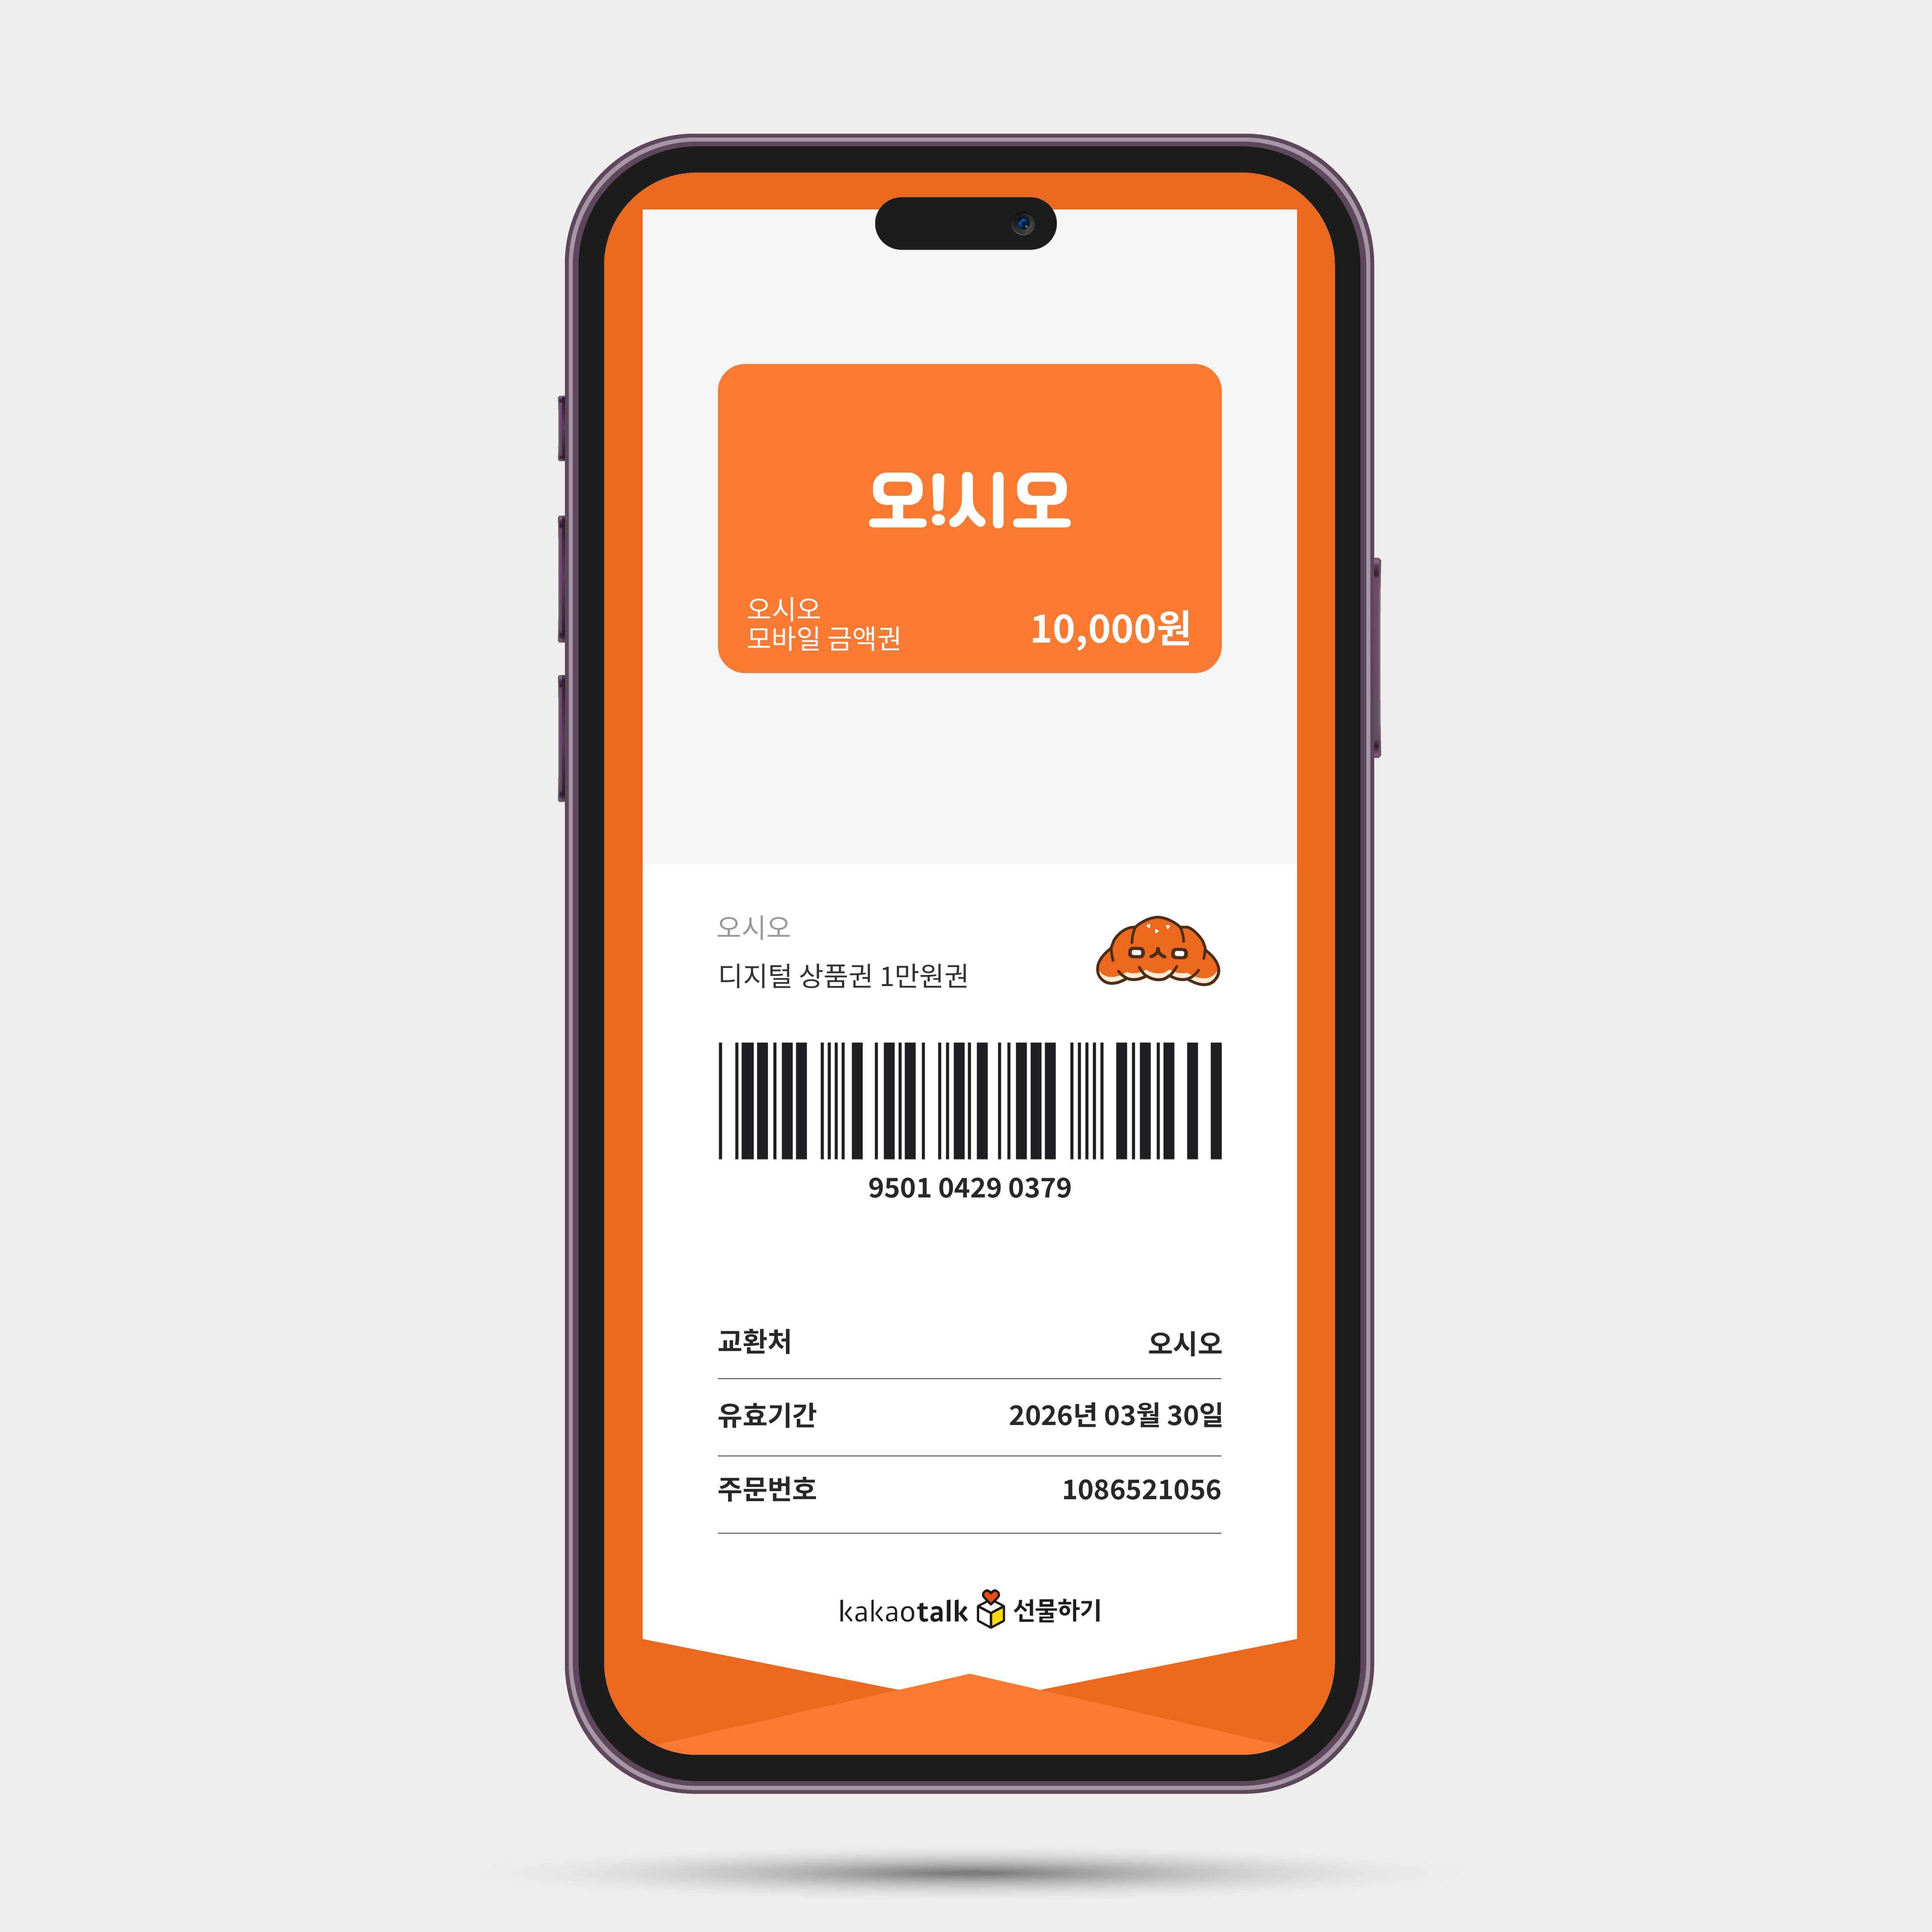 오!시오
오시오
모바일 금액권
10,000원
오시오
디지털 상품권 1만원권
9501 0429 0379
교환처 오시오
유효기간 2026년 03월 30일
주문번호 1086521056
kakaotalk 선물하기